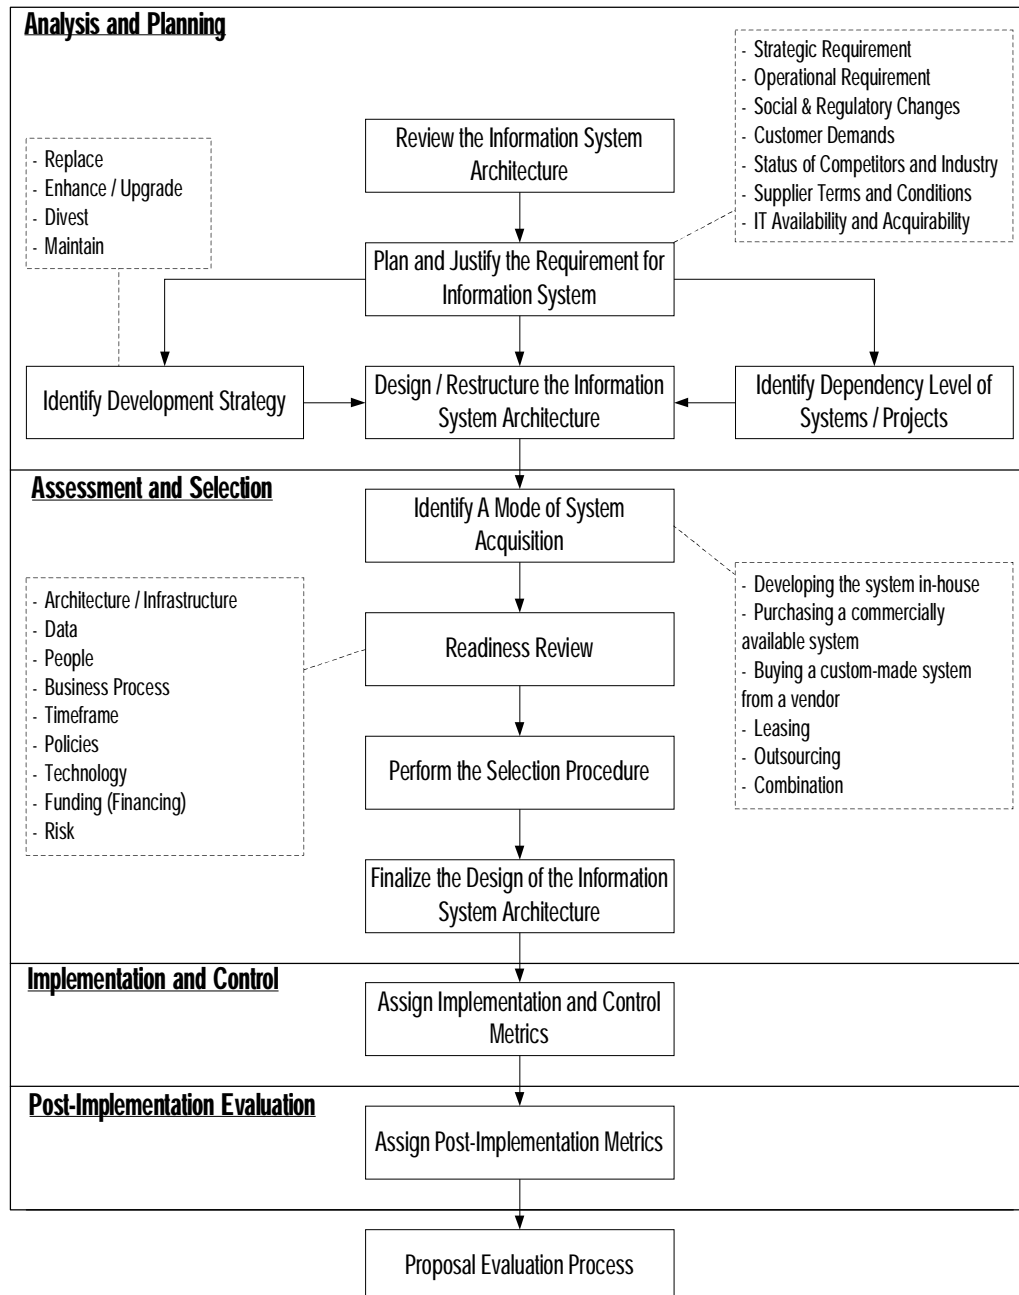 Analysis and Planning
- Strategic Requirement
- Operational Requirement
- Social & Regulatory Changes
- Customer Demands
- Status of Competitors and Industry
- Supplier Terms and Conditions
- IT Availability and Acquirability
Review the Information System
Architecture
- Replace
- Enhance / Upgrade
- Divest
- Maintain
Plan and Justify the Requirement for
Information System
Identify Development Strategy
Design / Restructure the Information
System Architecture
Identify Dependency Level of
Systems / Projects
Assessment and Selection
Identify A Mode of System
Acquisition
- Architecture / Infrastructure
- Data
- People
- Business Process
- Timeframe
- Policies
- Technology
- Funding (Financing)
- Risk
- Developing the system in-house
- Purchasing a commercially
available system
- Buying a custom-made system
from a vendor
- Leasing
- Outsourcing
- Combination
Readiness Review
Perform the Selection Procedure
Finalize the Design of the Information
System Architecture
Implementation and Control
Assign Implementation and Control
Metrics
Post-Implementation Evaluation
Assign Post-Implementation Metrics
Proposal Evaluation Process